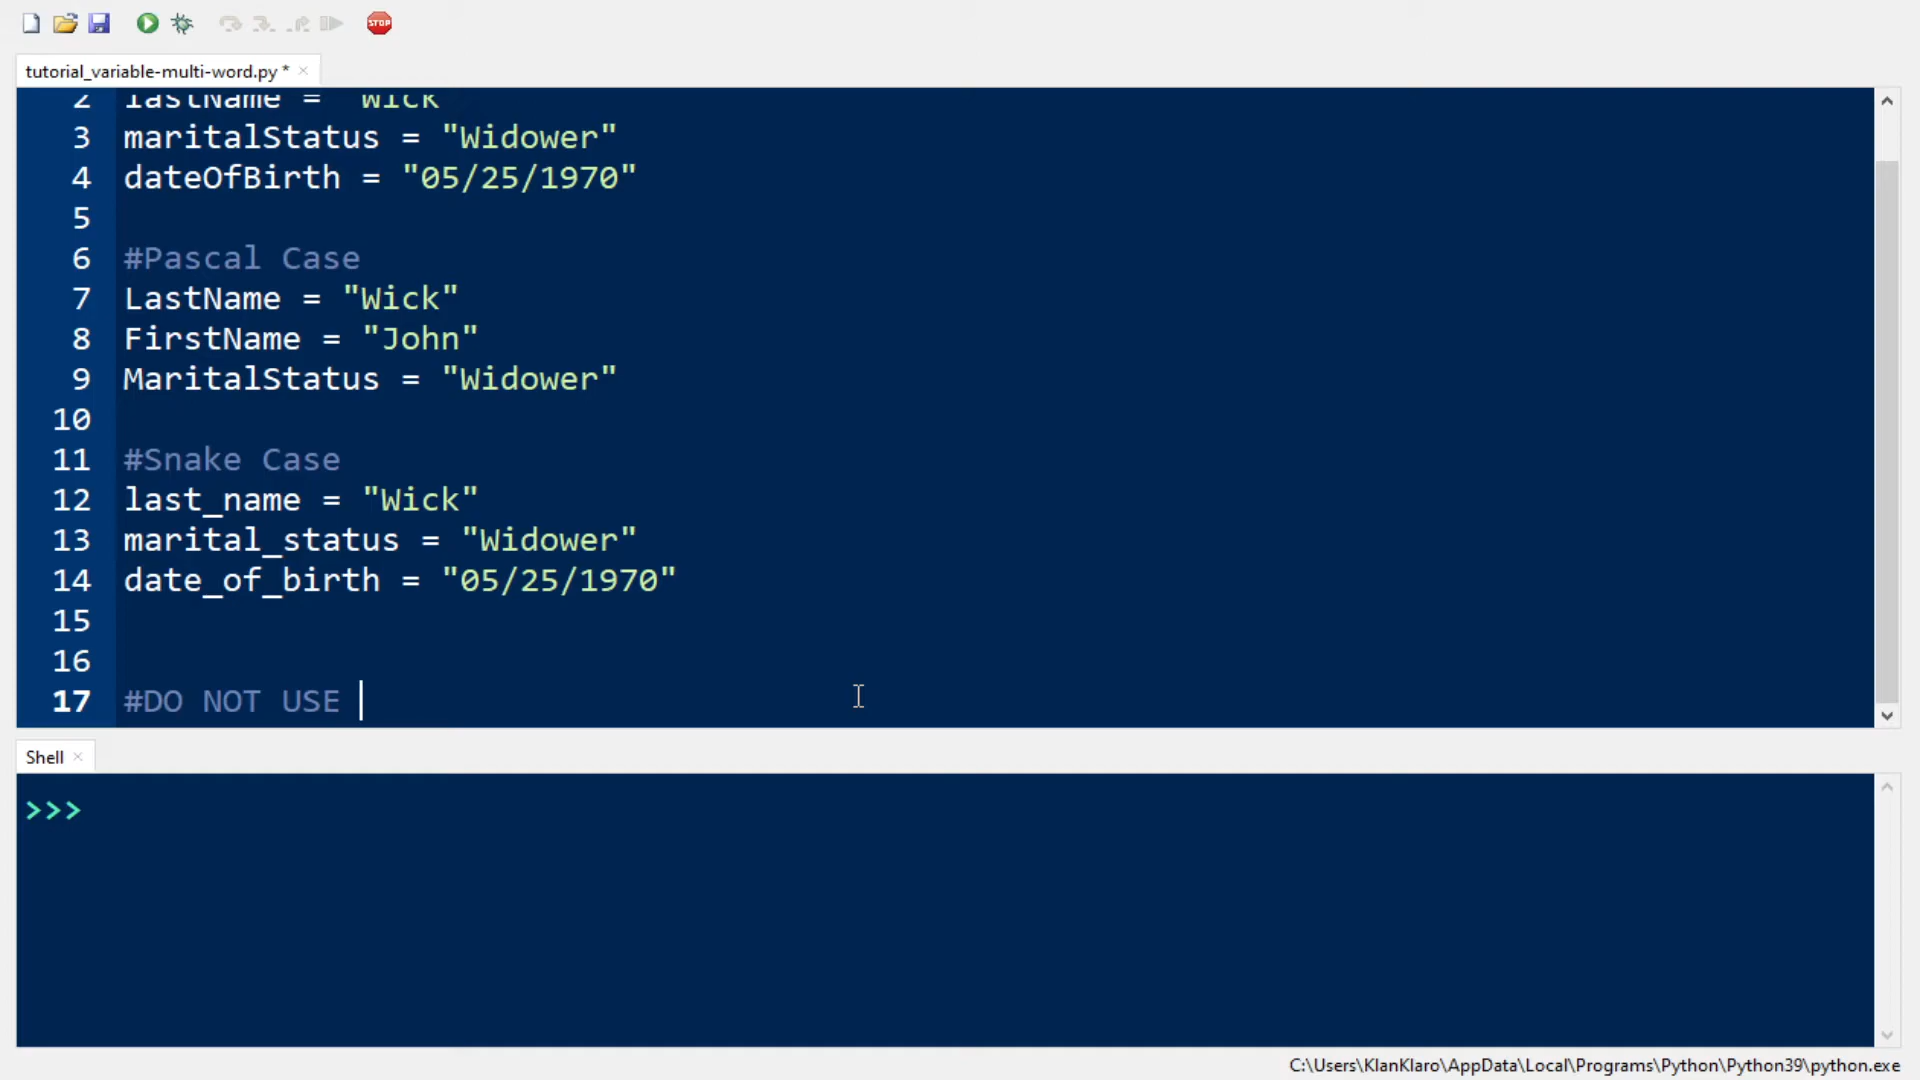 STOP
tutorial_variable-multi-word.py * ×
2 lastName = "Wick"
3 maritalStatus = "Widower"
4 dateOfBirth = "05/25/1970"
5
6 #Pascal Case
7 LastName = "Wick"
8 FirstName = "John"
9 MaritalStatus = "Widower"
10
11 #Snake Case
12 last_name = "Wick"
13 marital_status = "Widower"
14 date_of_birth = "05/25/1970"
15
16
17 #DO NOT USE
Shell ×
>>>
C:\Users\KlanKlaro\AppData\Local\Programs\Python\Python39\python.exe